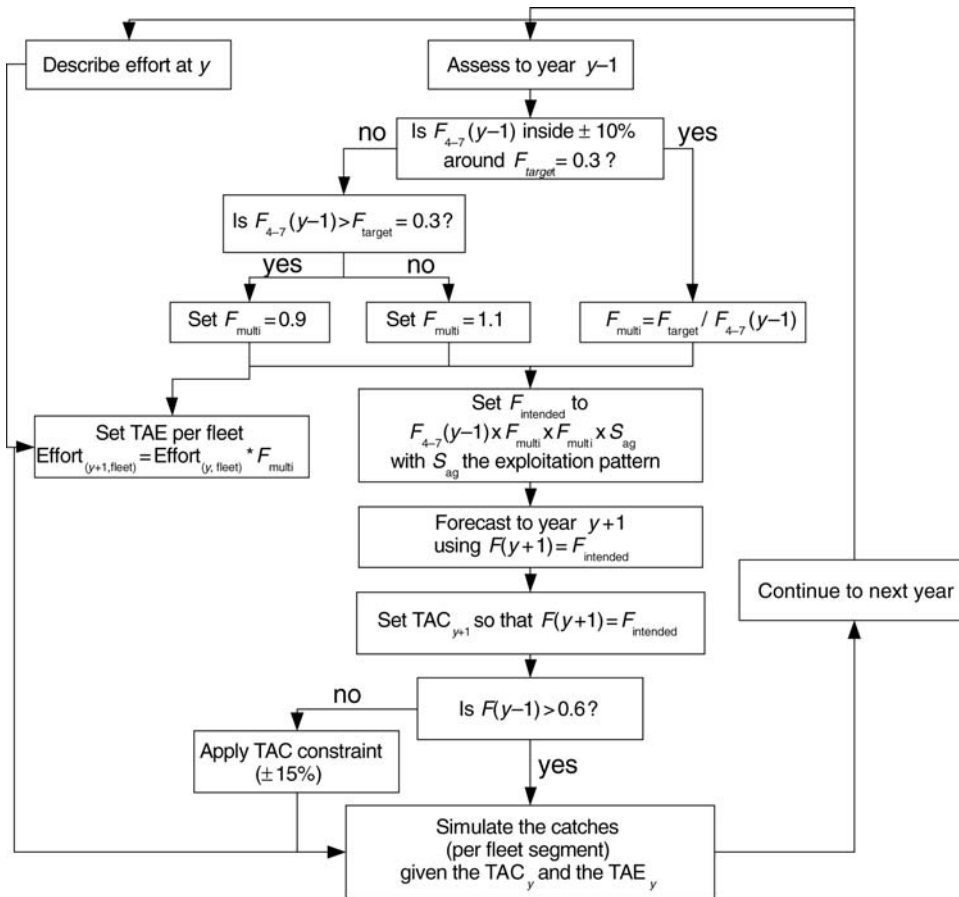 Describe effort at y
Assess to year y–1
no
Is F4–7 (y–1) inside ± 10%
around Ftarget = 0.3 ?
yes
Is F4–7 (y–1) > Ftarget = 0.3?
yes
no
Set Fmulti = 0.9
Set Fmulti = 1.1
Fmulti = Ftarget / F4–7 (y–1)
Set TAE per fleet
Effort(y+1,fleet) = Effort(y, fleet) * Fmulti
Set Fintended to
F4–7 (y–1) x Fmulti x Fmulti x Sag
with Sag the exploitation pattern
Forecast to year y+1
using F(y+1) = Fintended
Continue to next year
Set TACy+1 so that F(y+1) = Fintended
no
Is F(y–1) > 0.6 ?
Apply TAC constraint
(± 15%)
yes
Simulate the catches
(per fleet segment)
given the TACy and the TAEy